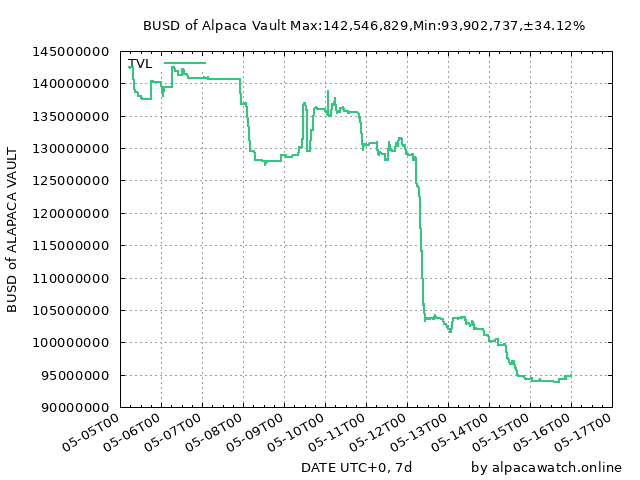 BUSD of Alpaca Vault Max:142,546,829,Min:93,902,737,±34.12%
TVL
145000000
140000000
135000000
130000000
125000000
120000000
115000000
110000000
105000000
100000000
95000000
90000000
BUSD of ALAPACA VAULT
05-05T00
05-06T00
05-07T00
05-08T00
05-09T00
05-10T00
05-11T00
05-12T00
05-13T00
05-14T00
05-15T00
05-16T00
05-17T00
DATE UTC+0, 7d
by alpacawatch.online